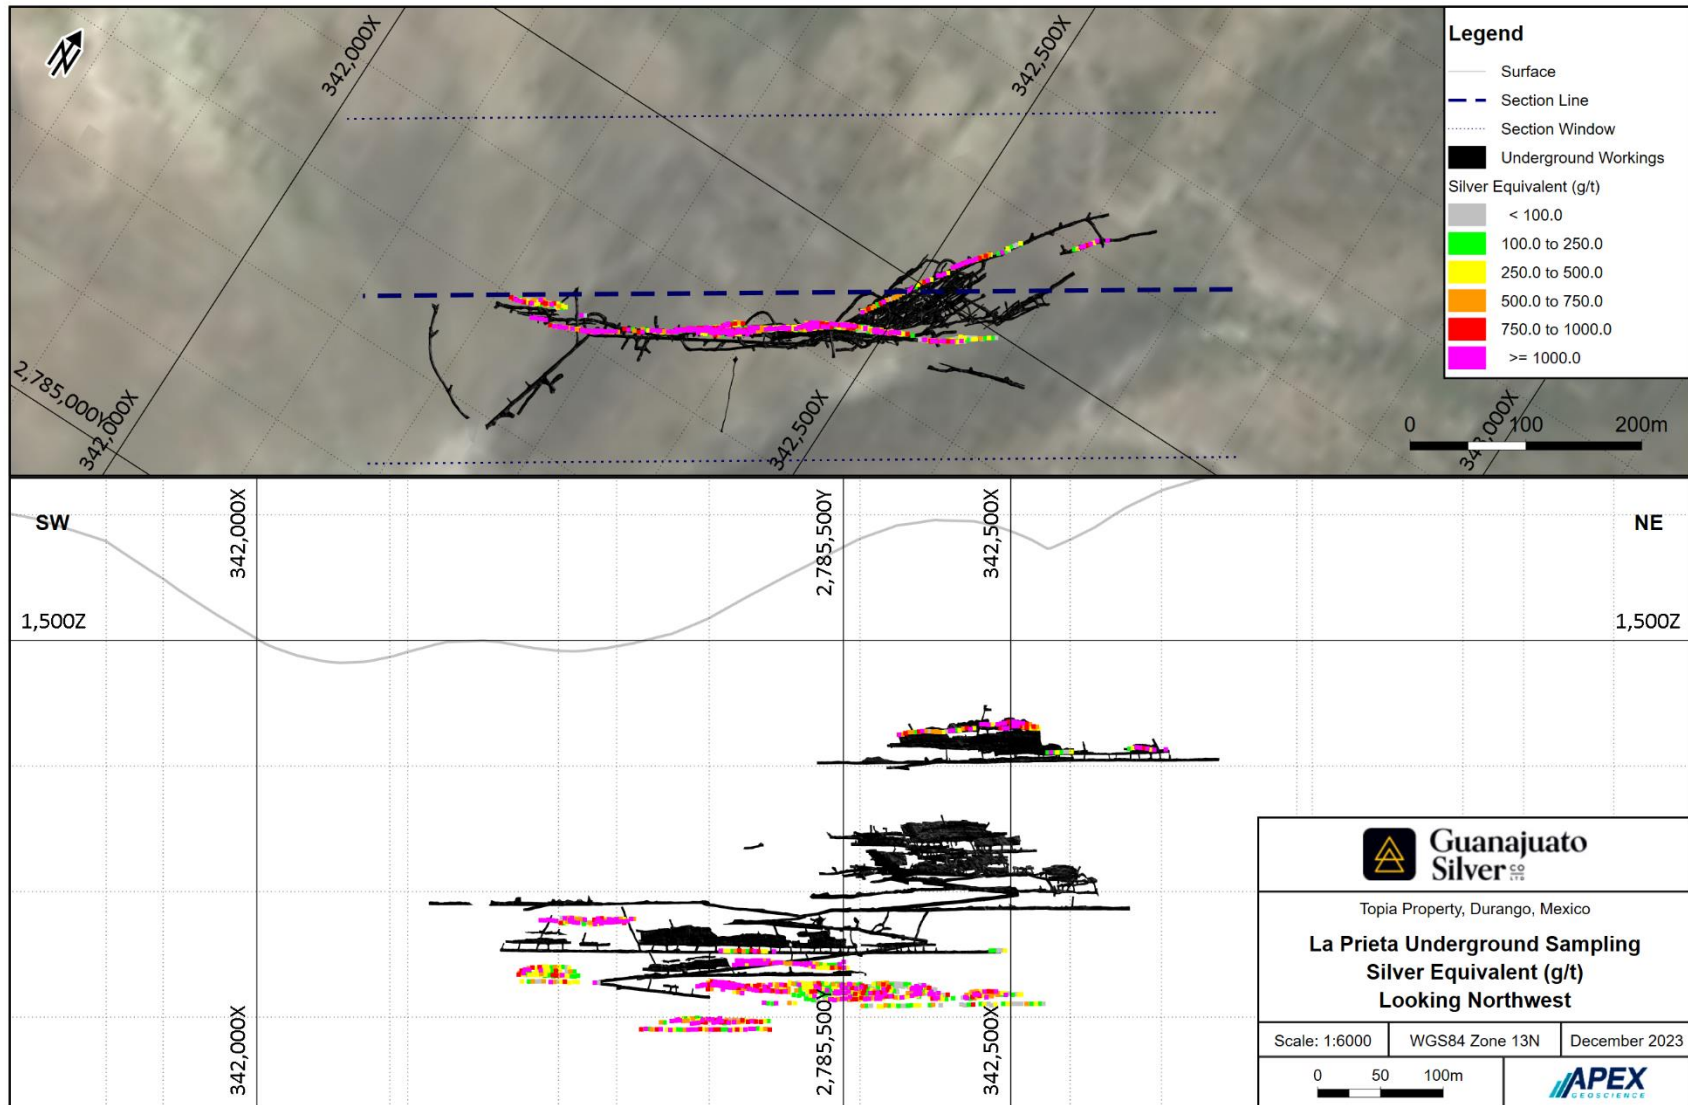 N
342,000X
342,500X
2,785,000Y
342,000X
342,500X
,000X
Legend
Surface
Section Line
Section Window
Underground Workings
Silver Equivalent (g/t)
< 100.0
100.0 to 250.0
250.0 to 500.0
500.0 to 750.0
750.0 to 1000.0
>= 1000.0
0 100 200m
SW
342,000X
2,785,500Y
342,500X
NE
1,500Z
1,500Z
342,000X
2,785,500Y
342,500X
Guanajuato
Silver CO LTD
Topia Property, Durango, Mexico
La Prieta Underground Sampling
Silver Equivalent (g/t)
Looking Northwest
Scale: 1:6000
WGS84 Zone 13N
December 2023
0 50 100m
APEX
GEOSCIENCE